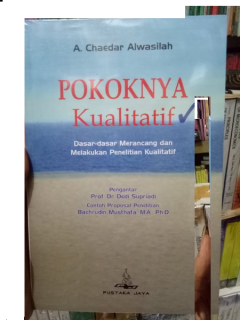 A. Chaedar Alwasilah
POKOKNYA
Kualitatif
Dasar-dasar Merancang dan
Melakukan Penelitian Kualitatif
Pengantar
Prof. Dr. Dedi Supriadi
Contoh Proposal Penelitian
Bachrudin Musthafa, M.A., Ph.D
PUSTAKA JAYA